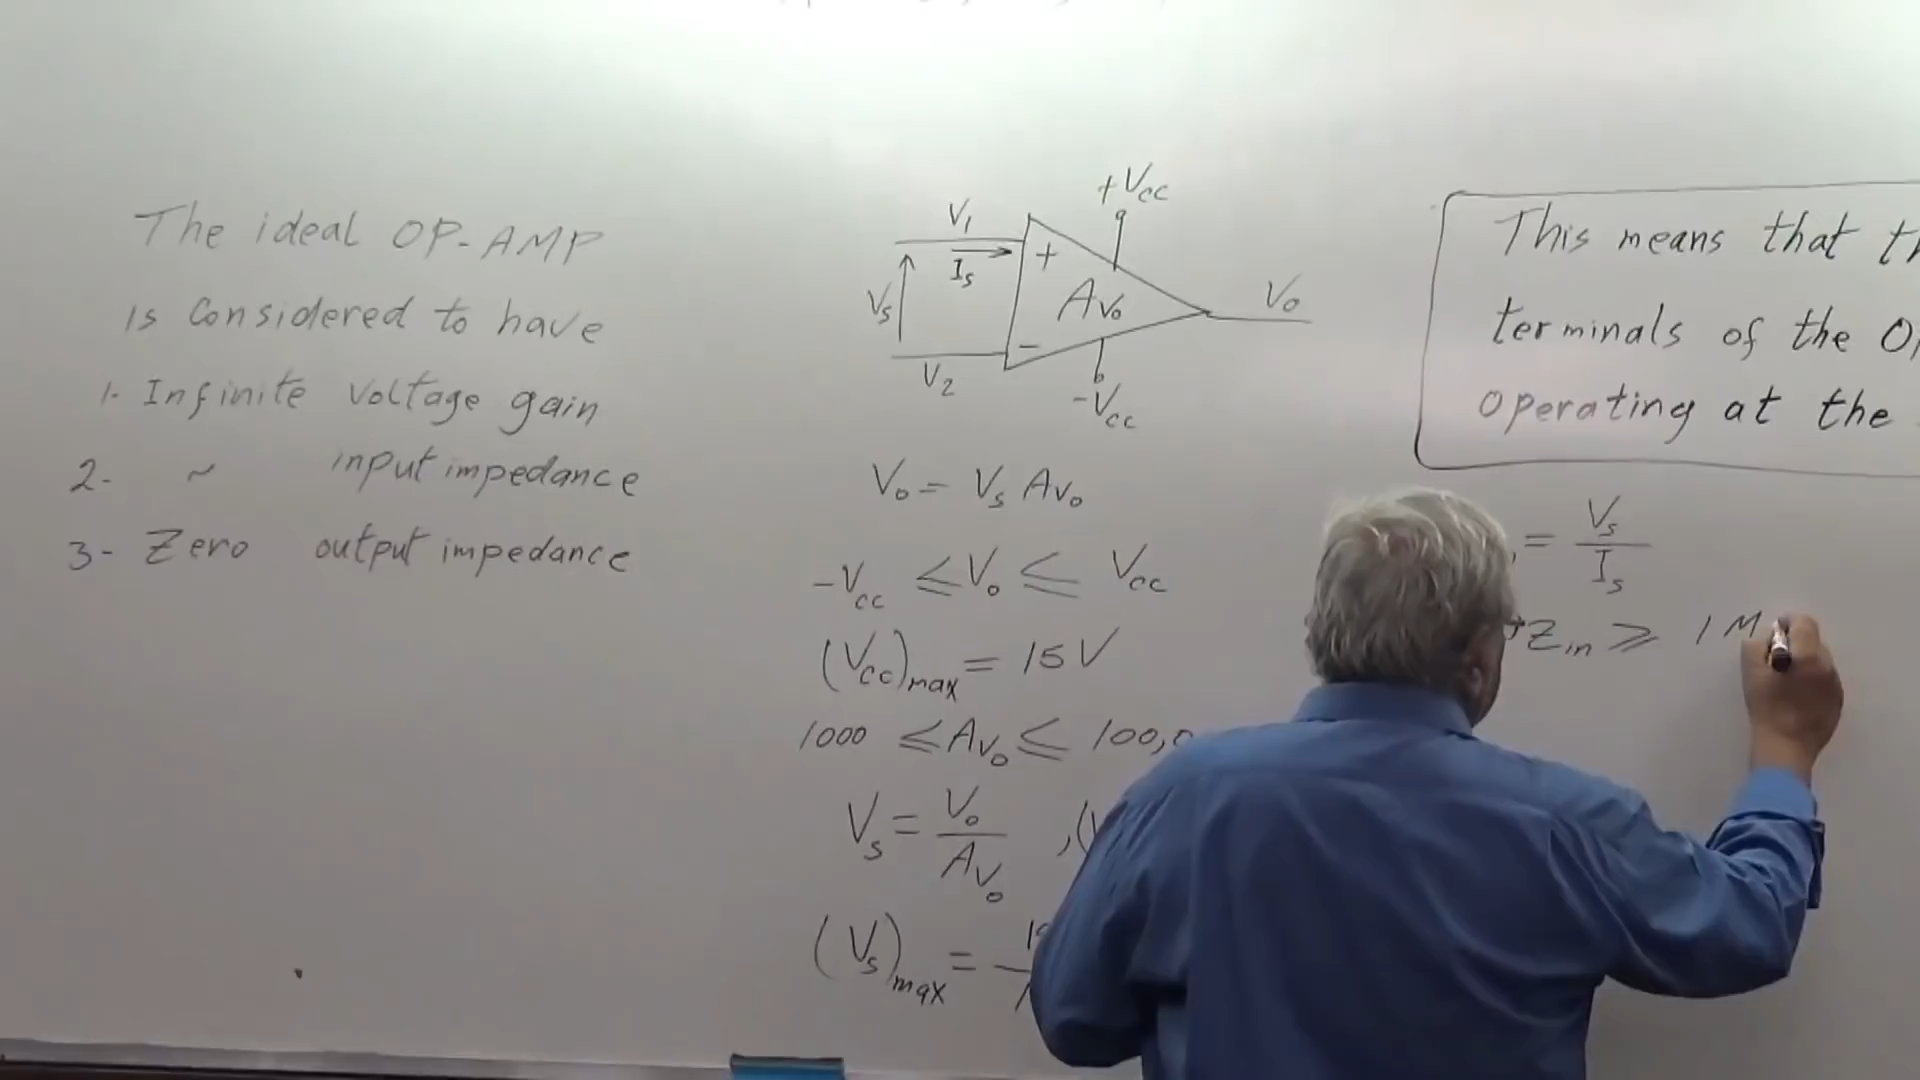 The ideal OP-AMP
is Considered to have
1. Infinite Voltage gain
2. ~ input impedance
3- Zero output impedance
+Vcc
V1
Is
+
Vs
Avo
Vo
-
V2
-Vcc
Vo = Vs Avo
-Vcc ≤ Vo ≤ Vcc
(Vcc)max = 15 V
1000 ≤ Avo ≤ 100,0
Vs = Vo / Avo , (
(Vs)max =
This means that
terminals of the
Operating at the
= Vs / Is
Zin ≥ 1 M